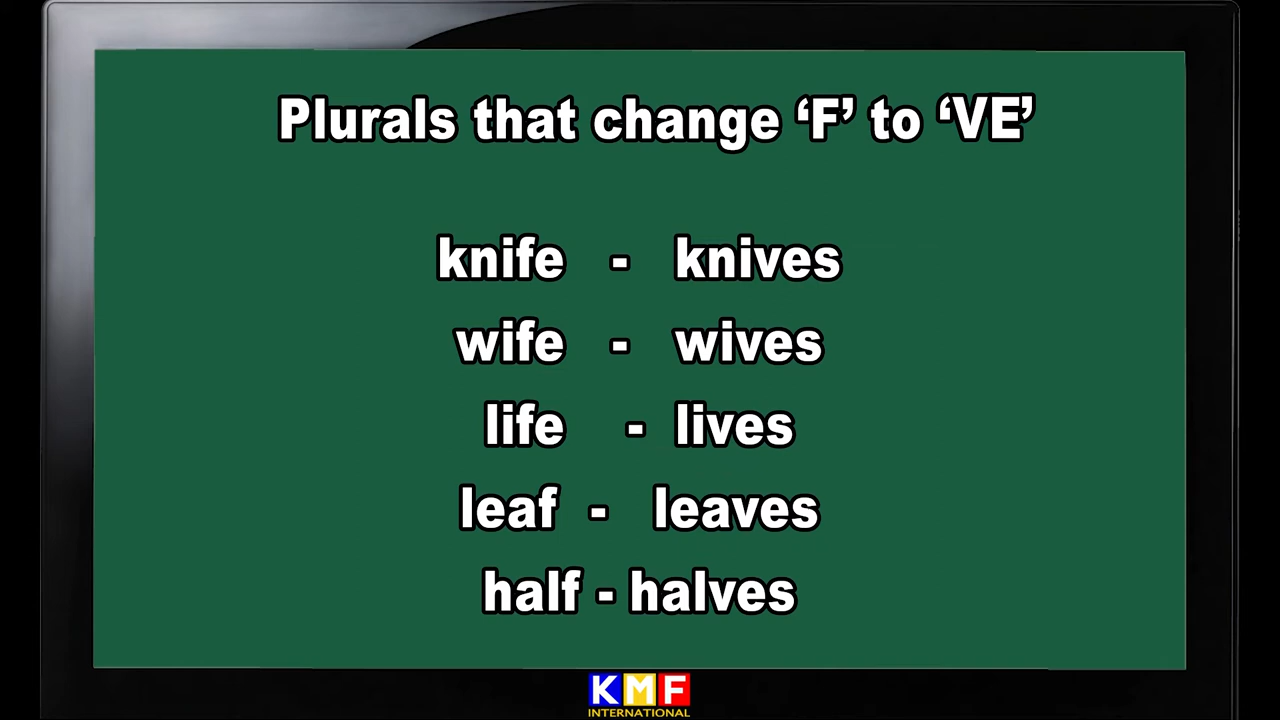 Plurals that change ‘F’ to ‘VE’
knife - knives
wife - wives
life - lives
leaf - leaves
half - halves
KMF
INTERNATIONAL